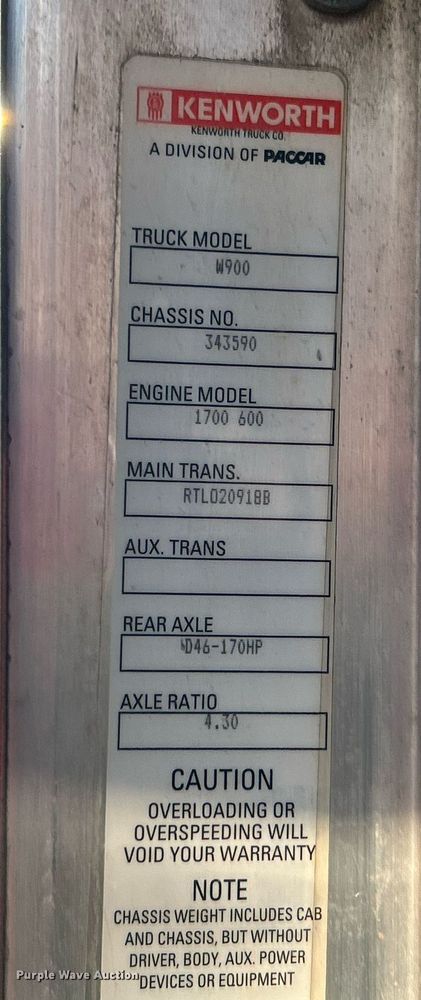 KENWORTH
KENWORTH TRUCK CO.
A DIVISION OF PACCAR
TRUCK MODEL
W900
CHASSIS NO.
343590
ENGINE MODEL
1700 600
MAIN TRANS.
RTLO20918B
AUX. TRANS
REAR AXLE
D46-170HP
AXLE RATIO
4.30
CAUTION
OVERLOADING OR
OVERSPEEDING WILL
VOID YOUR WARRANTY
NOTE
CHASSIS WEIGHT INCLUDES CAB
AND CHASSIS, BUT WITHOUT
DRIVER, BODY, AUX. POWER
DEVICES OR EQUIPMENT
Purple Wave Auction